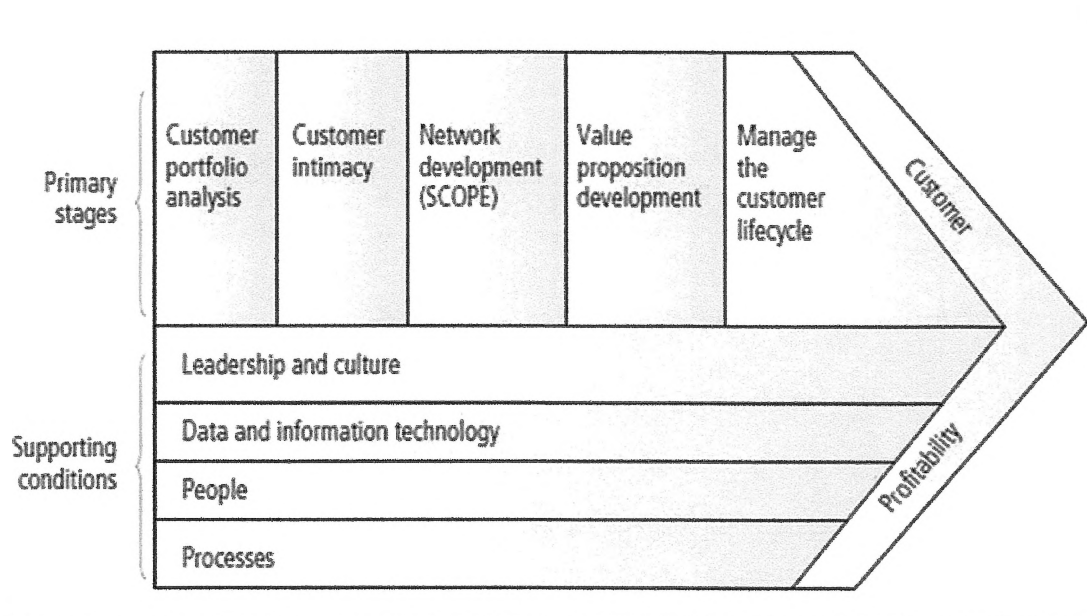 Primary
stages
Customer
portfolio
analysis
Customer
intimacy
Network
development
(SCOPE)
Value
proposition
development
Manage
the
customer
lifecycle
Customer
Profitability
Supporting
conditions
Leadership and culture
Data and information technology
People
Processes